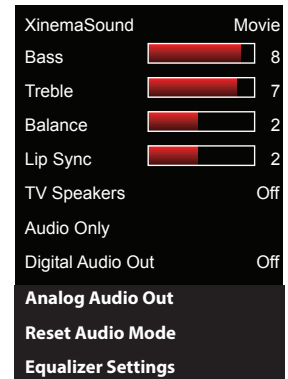 XinemaSound Movie
Bass 8
Treble 7
Balance 2
Lip Sync 2
TV Speakers Off
Audio Only
Digital Audio Out Off
Analog Audio Out
Reset Audio Mode
Equalizer Settings